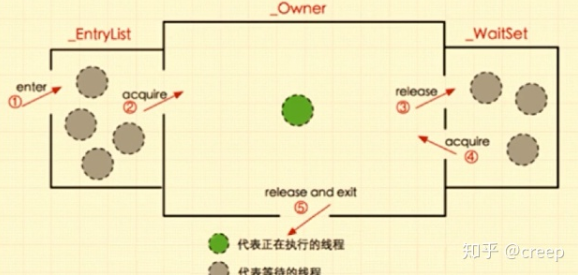 _Owner
_EntryList
_WaitSet
enter
①
acquire
②
release
③
acquire
④
release and exit
⑤
代表正在执行的线程
代表等待的线程
知乎 @creep